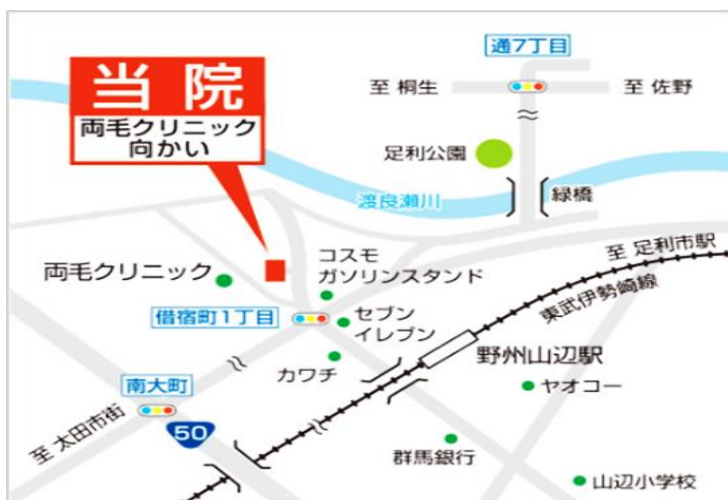 通7丁目
当院
至 桐生
至 佐野
両毛クリニック
向かい
足利公園
渡良瀬川
緑橋
至 足利市駅
東武伊勢崎線
コスモ
ガソリンスタンド
両毛クリニック
借宿町1丁目
セブン
イレブン
野州山辺駅
カワチ
南大町
ヤオコー
至 太田市街
50
群馬銀行
山辺小学校